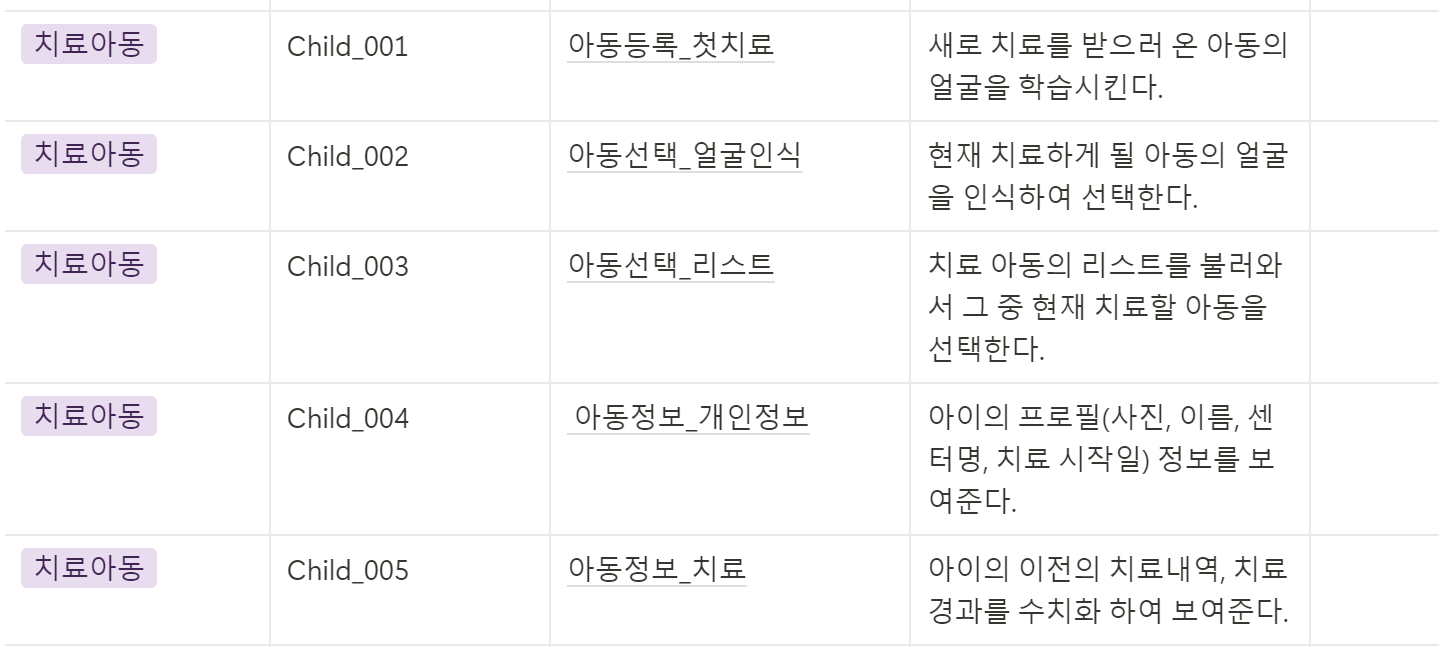 치료아동 Child_001 아동등록_첫치료 새로 치료를 받으러 온 아동의
얼굴을 학습시킨다.
치료아동 Child_002 아동선택_얼굴인식 현재 치료하게 될 아동의 얼굴
을 인식하여 선택한다.
치료아동 Child_003 아동선택_리스트 치료 아동의 리스트를 불러와
서 그 중 현재 치료할 아동을
선택한다.
치료아동 Child_004 아동정보_개인정보 아이의 프로필(사진, 이름, 센
터명, 치료 시작일) 정보를 보
여준다.
치료아동 Child_005 아동정보_치료 아이의 이전의 치료내역, 치료
경과를 수치화 하여 보여준다.